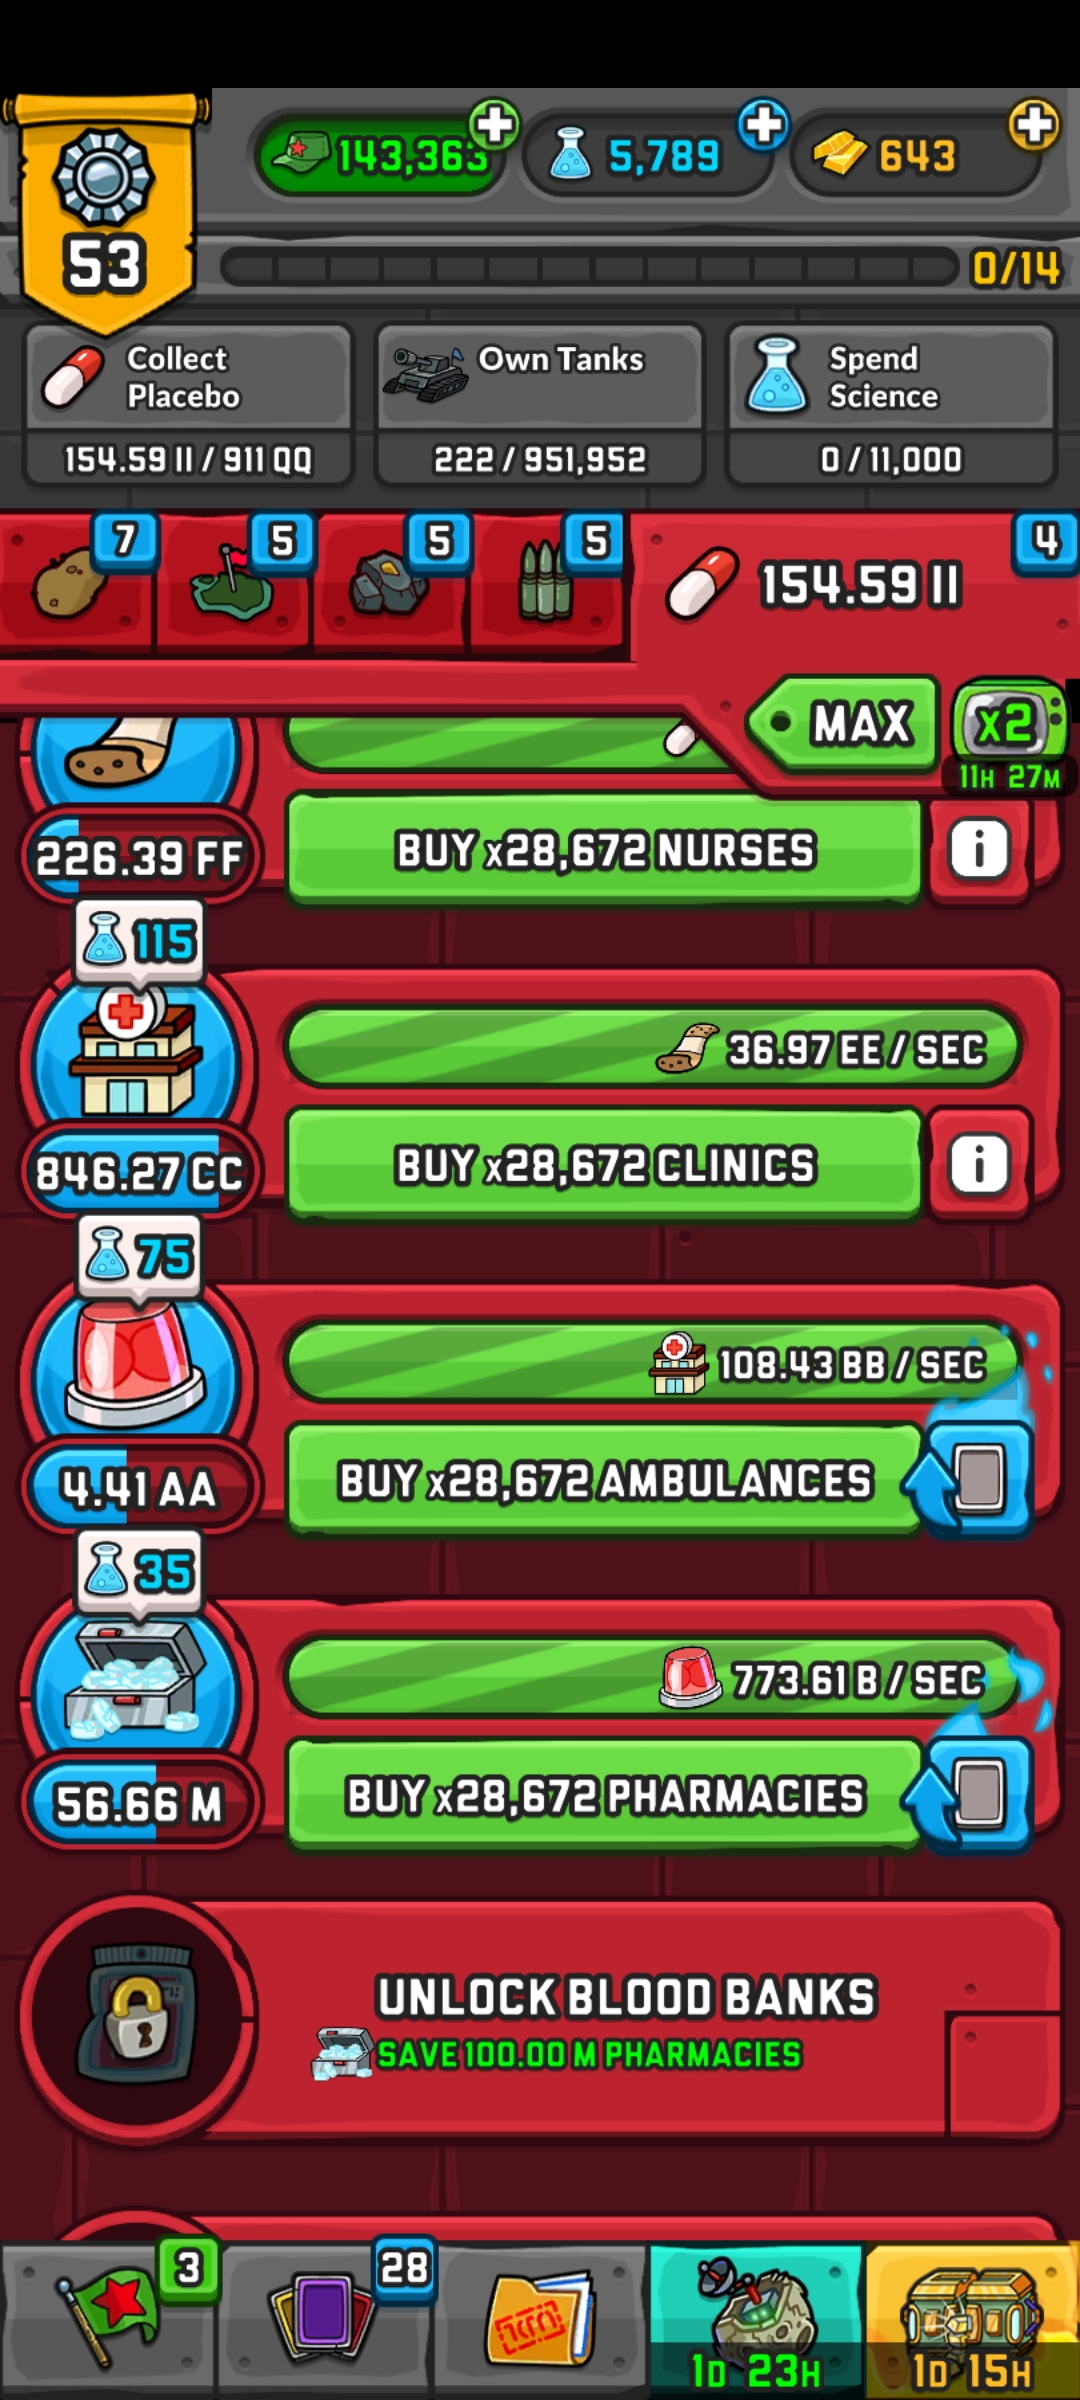 143,363
5,789
643
53
0/14
Collect
Placebo
Own Tanks
Spend
Science
154.59 II / 911 QQ
222 / 951,952
0 / 11,000
7
5
5
5
4
154.59 II
MAX
x2
11H 27M
226.39 FF
BUY x28,672 NURSES
i
115
36.97 EE / SEC
846.27 CC
BUY x28,672 CLINICS
i
75
108.43 BB / SEC
4.41 AA
BUY x28,672 AMBULANCES
35
773.61 B / SEC
56.66 M
BUY x28,672 PHARMACIES
UNLOCK BLOOD BANKS
SAVE 100.00 M PHARMACIES
3
28
1D 23H
1D 15H